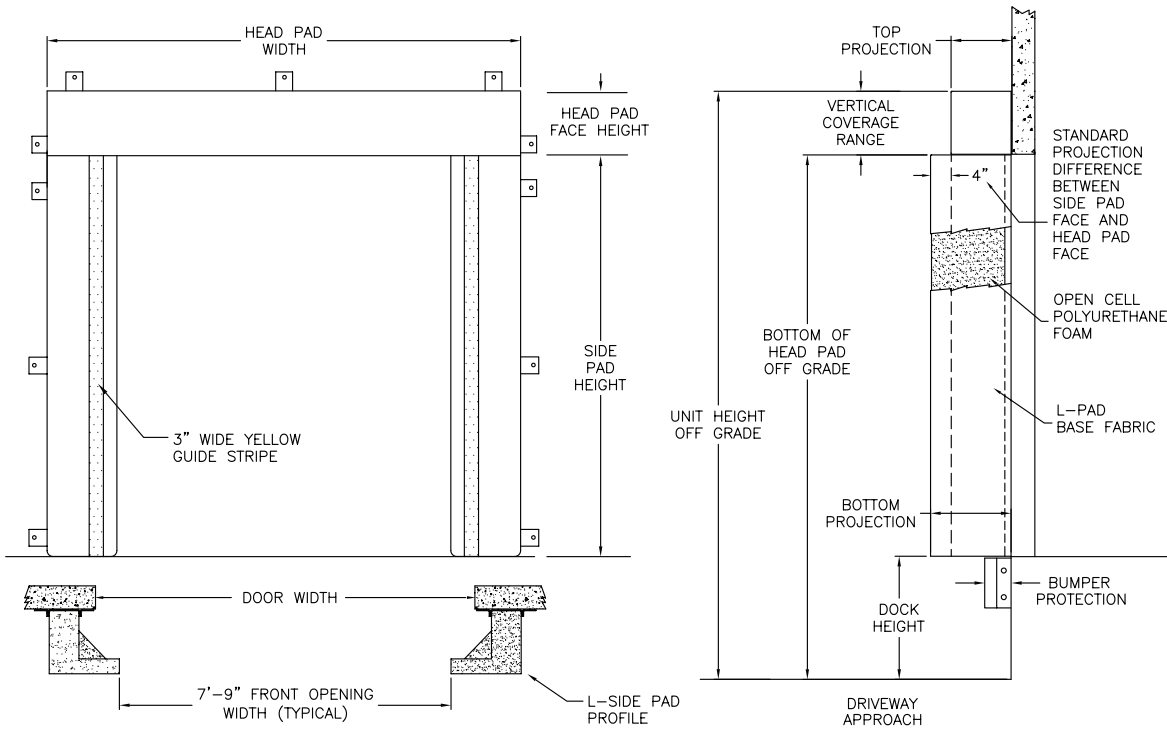 HEAD PAD
WIDTH
HEAD PAD
FACE HEIGHT
SIDE
PAD
HEIGHT
3” WIDE YELLOW
GUIDE STRIPE
DOOR WIDTH
7’-9” FRONT OPENING
WIDTH (TYPICAL)
L-SIDE PAD
PROFILE
TOP
PROJECTION
VERTICAL
COVERAGE
RANGE
4”
STANDARD
PROJECTION
DIFFERENCE
BETWEEN
SIDE PAD
FACE AND
HEAD PAD
FACE
OPEN CELL
POLYURETHANE
FOAM
BOTTOM OF
HEAD PAD
OFF GRADE
UNIT HEIGHT
OFF GRADE
L-PAD
BASE FABRIC
BOTTOM
PROJECTION
DOCK
HEIGHT
BUMPER
PROTECTION
DRIVEWAY
APPROACH